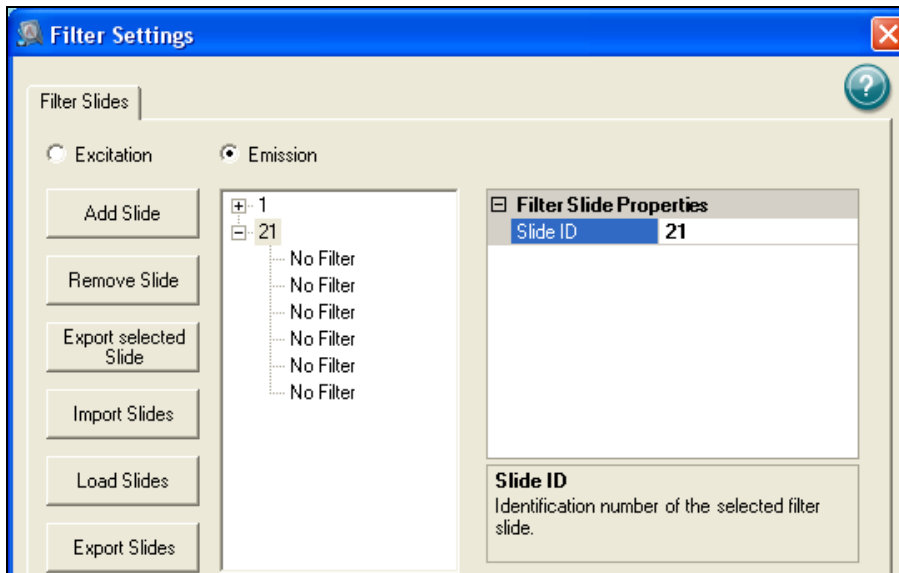 Filter Settings
?
Filter Slides
Excitation
Emission
Add Slide
Remove Slide
Export selected
Slide
Import Slides
Load Slides
Export Slides
1
21
No Filter
No Filter
No Filter
No Filter
No Filter
No Filter
Filter Slide Properties
Slide ID 21
Slide ID
Identification number of the selected filter
slide.